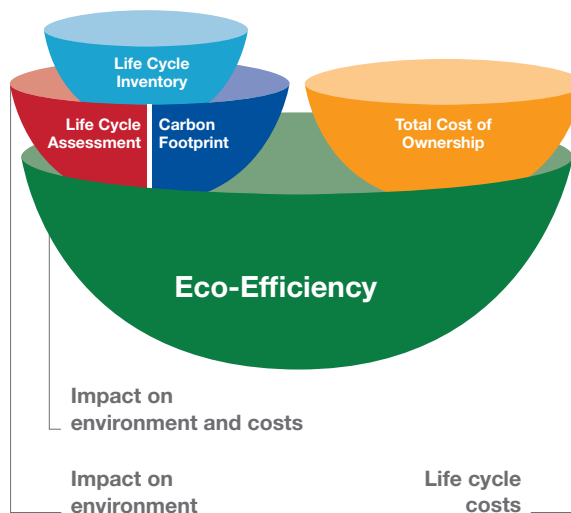 Life Cycle
Inventory
Life Cycle
Assessment
Carbon
Footprint
Total Cost of
Ownership
Eco-Efficiency
Impact on
environment and costs
Impact on
environment
Life cycle
costs